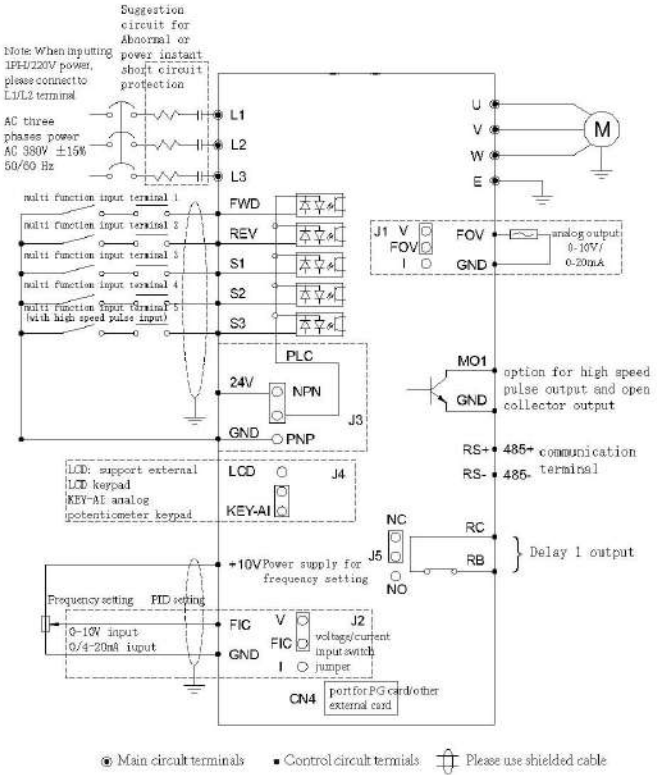 Suggestion
circuit for
Abnormal or
power instant
short circuit
protection
Note: When inputting
1PH/220V power,
please connect to
L1/L2 terminal
AC three
phases power
AC 380V ±15%
50/60 Hz
L1
L2
L3
U
V
W
E
M
multi function input terminal 1
FWD
multi function input terminal 2
REV
multi function input terminal 3
S1
multi function input terminal 4
S2
multi function input terminal 5
(with high speed pulse input)
S3
J1 V
FOV
I
FOV
GND
analog output
0-10V/
0-20mA
PLC
24V
NPN
J3
GND
PNP
MO1
GND
option for high speed
pulse output and open
collector output
RS+ 485+
RS- 485-
communication
terminal
LCD: support external
LCD keypad
KEY-AI analog
potentiometer keypad
LCD
J4
KEY-AI
NC
J5
NO
RC
RB
Delay 1 output
+10V Power supply for
frequency setting
Frequency setting PID setting
0-10V input
0/4-20mA iuput
FIC
GND
V
FIC
I
J2
voltage/current
input switch
jumper
CN4
port for PG card/other
external card
Main circult terminals
Control circult termials
Please use shielded cable